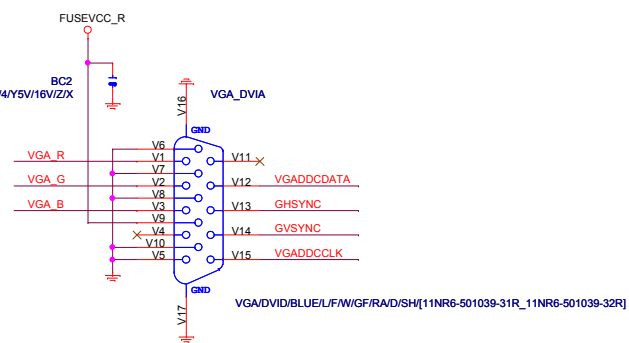 FUSEVCC_R
BC2
/4/Y5V/16V/Z/X
VGA_DVIA
V16
GND
V6
VGA_R V1 V11
V7
VGA_G V2 V12 VGADDCDATA
V8
VGA_B V3 V13 GHSYNC
V9
V4 V14 GVSYNC
V10
V5 V15 VGADDCCLK
GND
V17
VGA/DVID/BLUE/L/F/W/GF/RA/D/SH/[11NR6-501039-31R_11NR6-501039-32R]